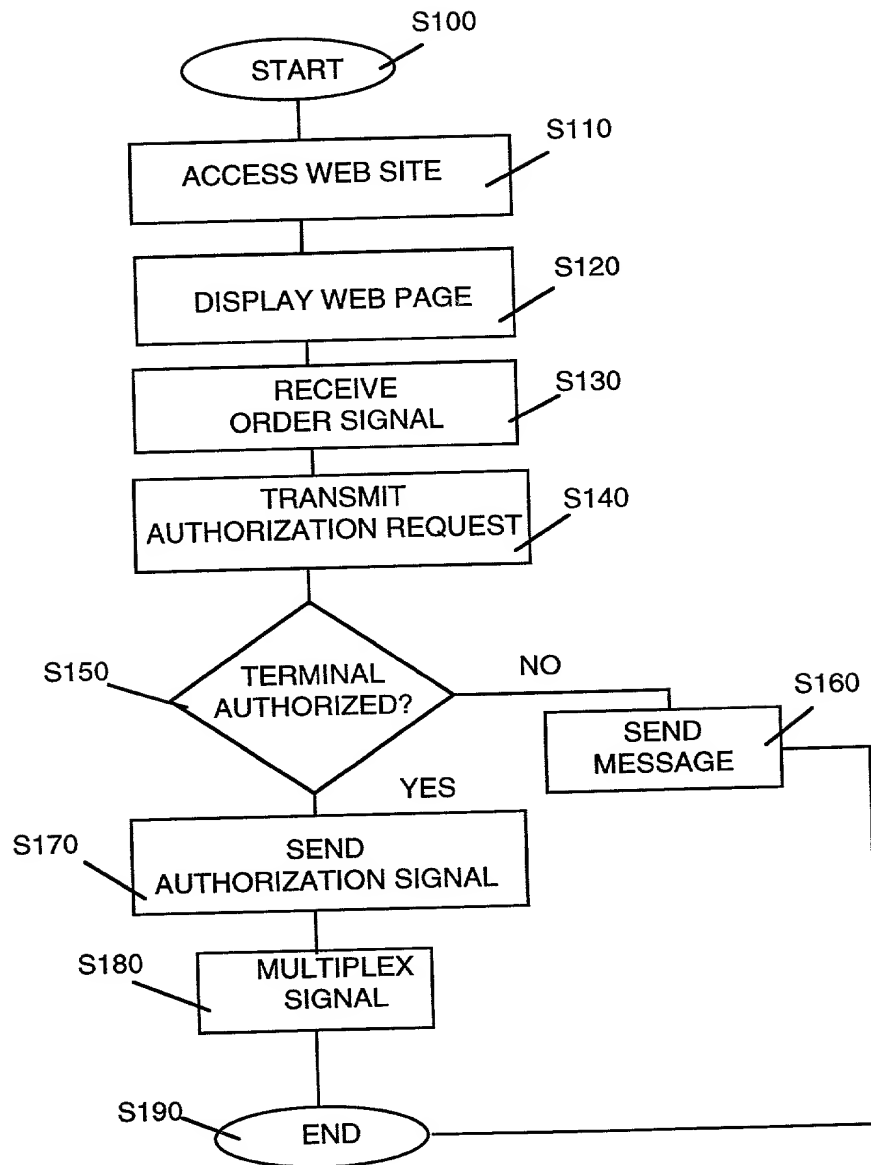 S100
START
S110
ACCESS WEB SITE
S120
DISPLAY WEB PAGE
S130
RECEIVE
ORDER SIGNAL
S140
TRANSMIT
AUTHORIZATION REQUEST
S150
TERMINAL
AUTHORIZED?
NO
S160
SEND
MESSAGE
YES
S170
SEND
AUTHORIZATION SIGNAL
S180
MULTIPLEX
SIGNAL
S190
END